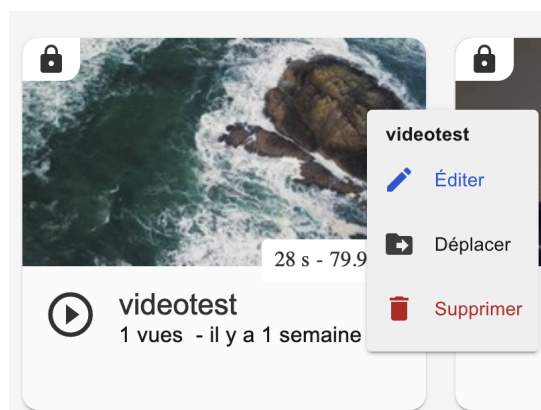 videotest
Éditer
Déplacer
Supprimer
28 s - 79.9
videotest
1 vues - il y a 1 semaine